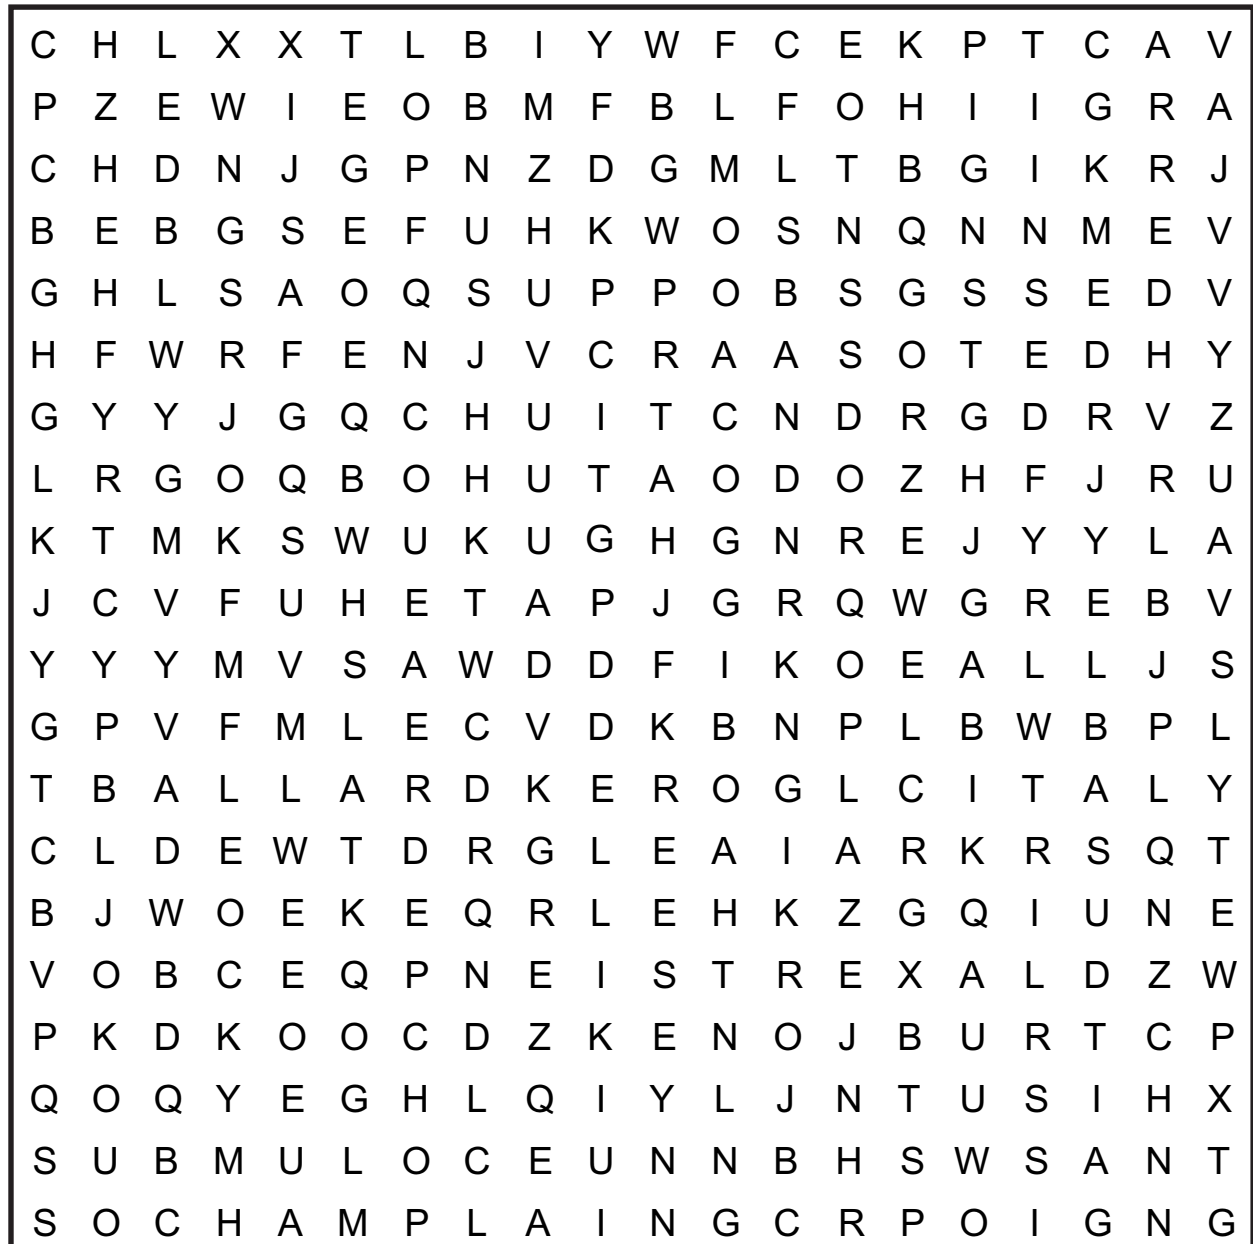 C H L X X T L B I Y W F C E K P T C A V
P Z E W I E O B M F B L F O H I I G R A
C H D N J G P N Z D G M L T B G I K R J
B E B G S E F U H K W O S N Q N N M E V
G H L S A O Q S U P P O B S G S S E D V
H F W R F E N J V C R A A S O T E D H Y
G Y Y J G Q C H U I T C N D R G D R V Z
L R G O Q B O H U T A O D O Z H F J R U
K T M K S W U K U G H G N R E J Y Y L A
J C V F U H E T A P J G R Q W G R E B V
Y Y Y M V S A W D D F I K O E A L L J S
G P V F M L E C V D K B N P L B W B P L
T B A L L A R D K E R O G L C I T A L Y
C L D E W T D R G L E A I A R K R S Q T
B J W O E K E Q R L E H K Z G Q I U N E
V O B C E Q P N E I S T R E X A L D Z W
P K D K O O C D Z K E N O J B U R T C P
Q O Q Y E G H L Q I Y L J N T U S I H X
S U B M U L O C E U N N B H S W S A N T
S O C H A M P L A I N G C R P O I G N G